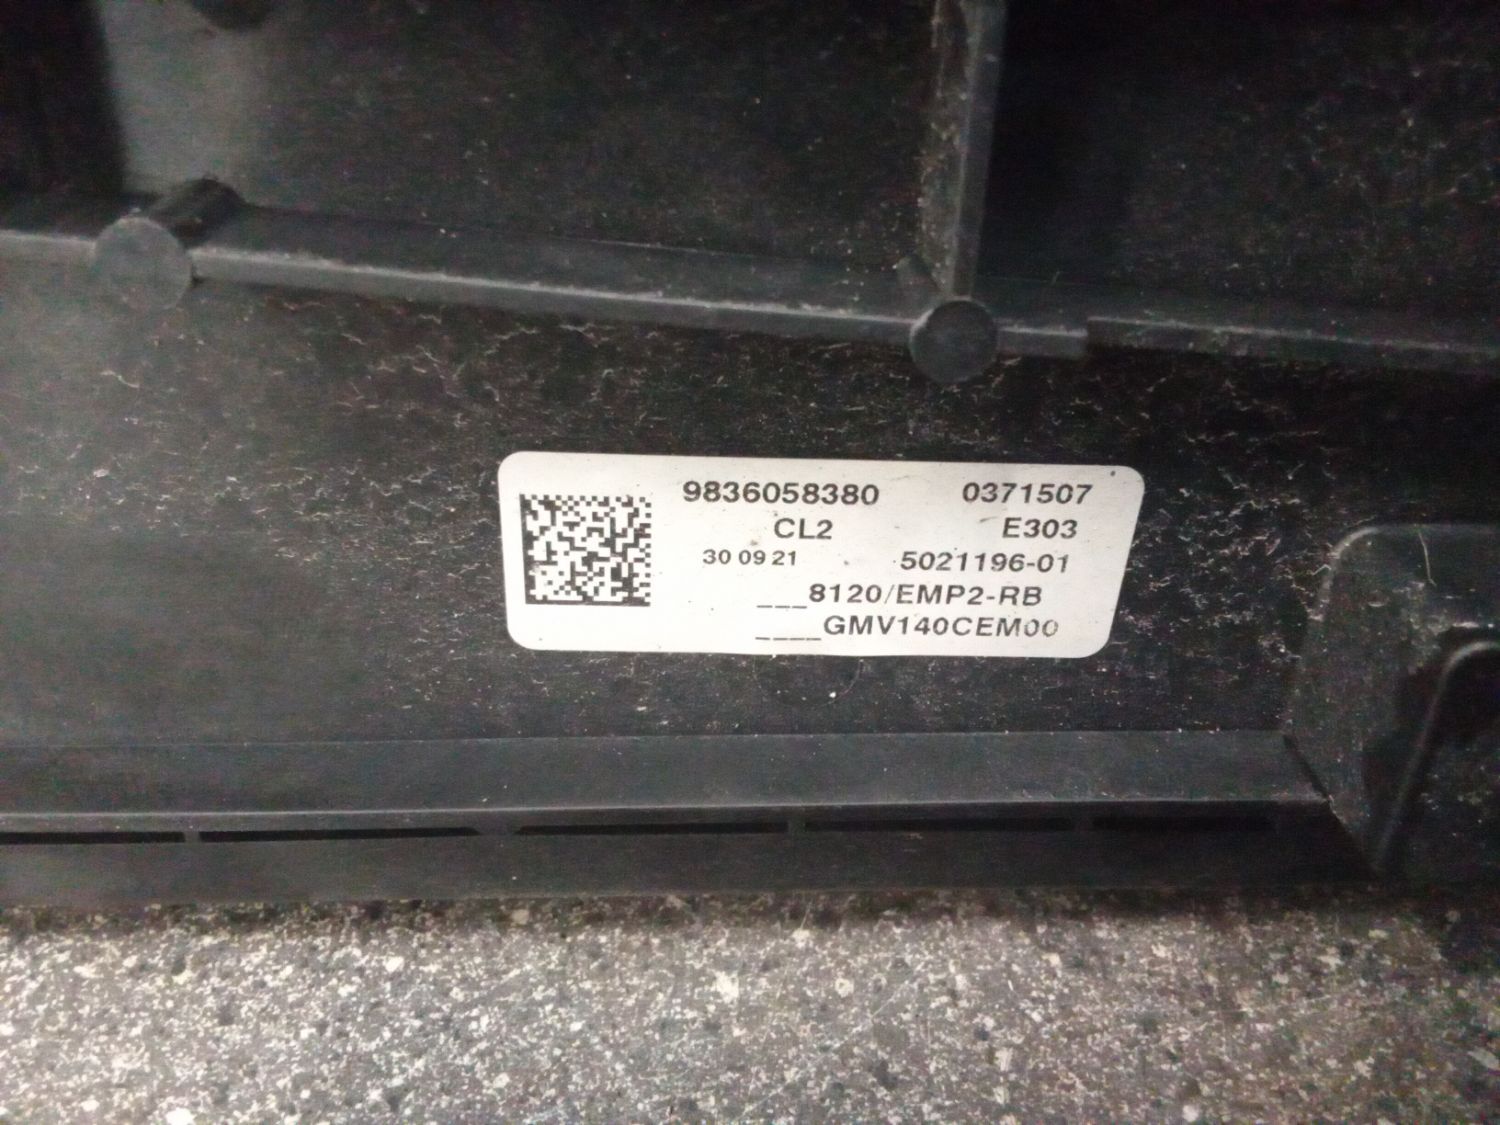 9836058380 0371507
CL2 E303
30 09 21 5021196-01
___8120/EMP2-RB
____GMV140CEM00